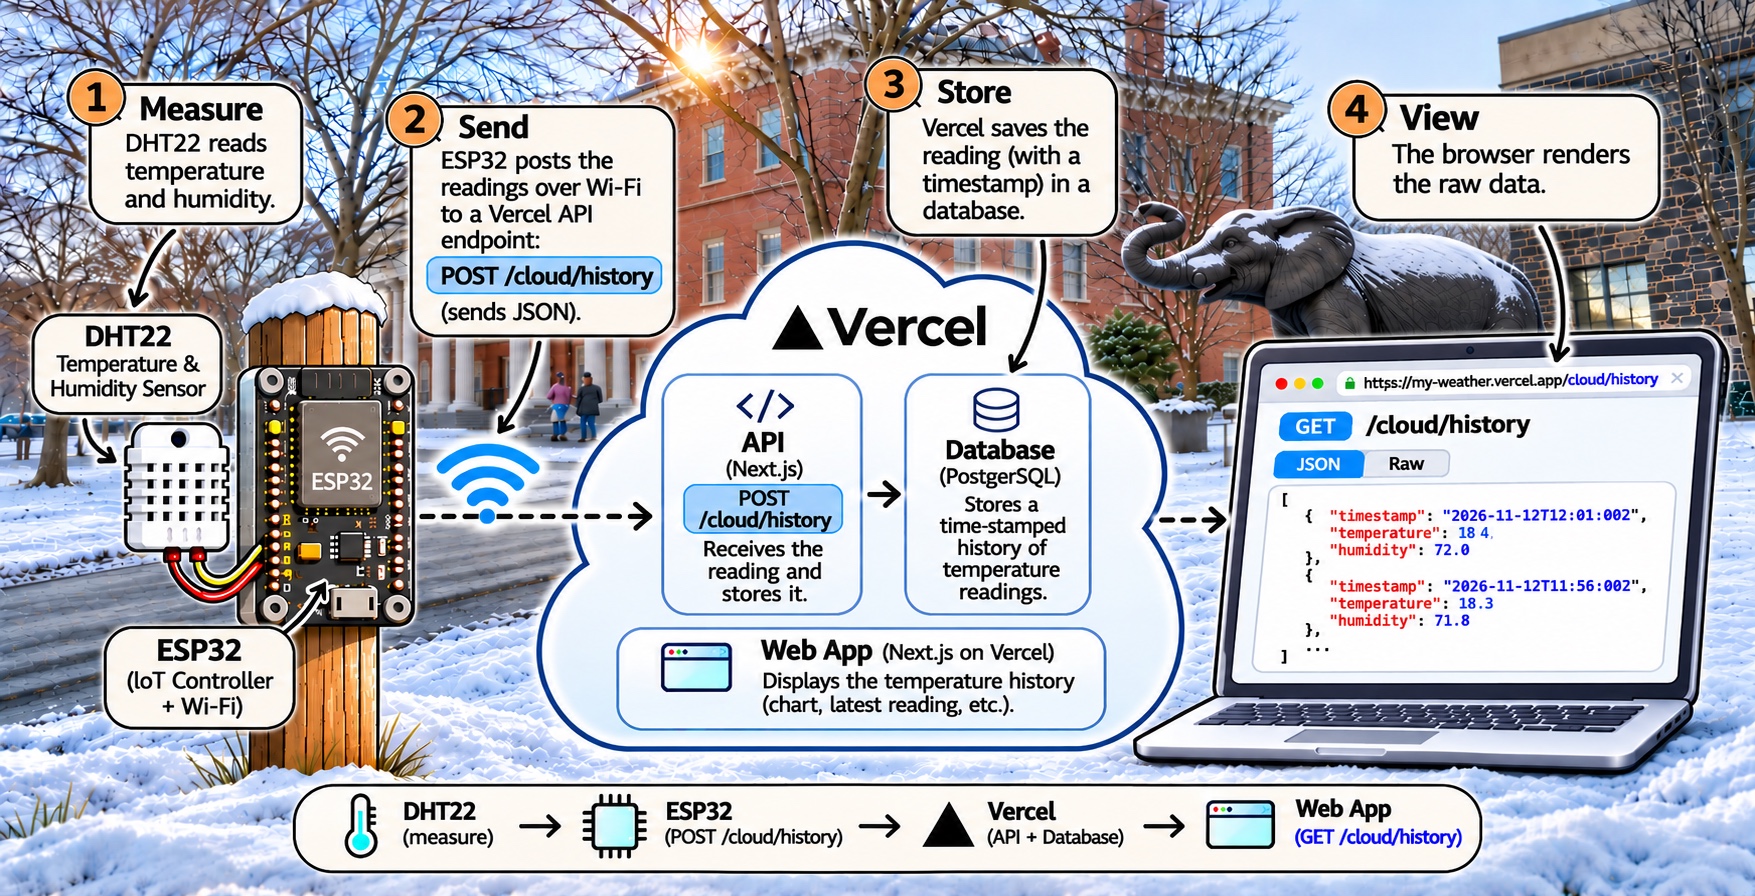 1 Measure
DHT22 reads
temperature
and humidity.
2 Send
ESP32 posts the
readings over Wi-Fi
to a Vercel API
endpoint:
POST /cloud/history
(sends JSON).
3 Store
Vercel saves the
reading (with a
timestamp) in a
database.
4 View
The browser renders
the raw data.
DHT22
Temperature &
Humidity Sensor
ESP32
ESP32
(IoT Controller
+ Wi-Fi)
Vercel
</>
API
(Next.js)
POST
/cloud/history
Receives the
reading and
stores it.
Database
(PostgerSQL)
Stores a
time-stamped
history of
temperature
readings.
Web App (Next.js on Vercel)
Displays the temperature history
(chart, latest reading, etc.).
https://my-weather.vercel.app/cloud/history
GET /cloud/history
JSON Raw
[
{ "timestamp": "2026-11-12T12:01:002",
"temperature": 18 4,
"humidity": 72.0
},
{
"timestamp": "2026-11-12T11:56:002",
"temperature": 18.3
"humidity": 71.8
},
...
]
DHT22
(measure)
ESP32
(POST /cloud/history)
Vercel
(API + Database)
Web App
(GET /cloud/history)